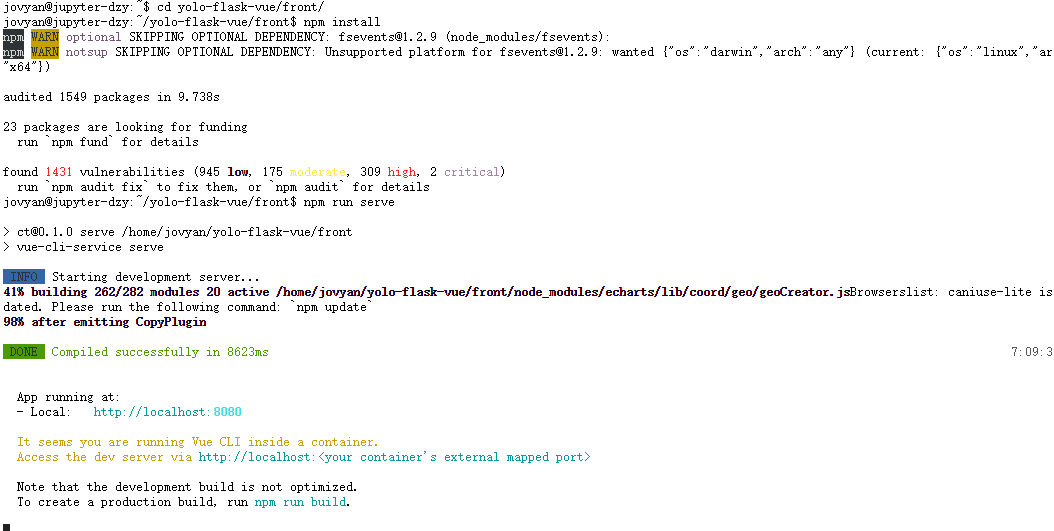 jovyan@jupyter-dzy:~$ cd yolo-flask-vue/front/
jovyan@jupyter-dzy:~/yolo-flask-vue/front$ npm install
npm WARN optional SKIPPING OPTIONAL DEPENDENCY: fsevents@1.2.9 (node_modules/fsevents):
npm WARN notsup SKIPPING OPTIONAL DEPENDENCY: Unsupported platform for fsevents@1.2.9: wanted {"os":"darwin","arch":"any"} (current: {"os":"linux","ar
"x64"})
audited 1549 packages in 9.738s
23 packages are looking for funding
run `npm fund` for details
found 1431 vulnerabilities (945 low, 175 moderate, 309 high, 2 critical)
run `npm audit fix` to fix them, or `npm audit` for details
jovyan@jupyter-dzy:~/yolo-flask-vue/front$ npm run serve
> ct@0.1.0 serve /home/jovyan/yolo-flask-vue/front
> vue-cli-service serve
INFO Starting development server...
41% building 262/282 modules 20 active /home/jovyan/yolo-flask-vue/front/node_modules/echarts/lib/coord/geo/geoCreator.jsBrowserslist: caniuse-lite is
dated. Please run the following command: `npm update`
98% after emitting CopyPlugin
DONE Compiled successfully in 8623ms 7:09:3
App running at:
- Local: http://localhost:8080
It seems you are running Vue CLI inside a container.
Access the dev server via http://localhost:<your container's external mapped port>
Note that the development build is not optimized.
To create a production build, run npm run build.